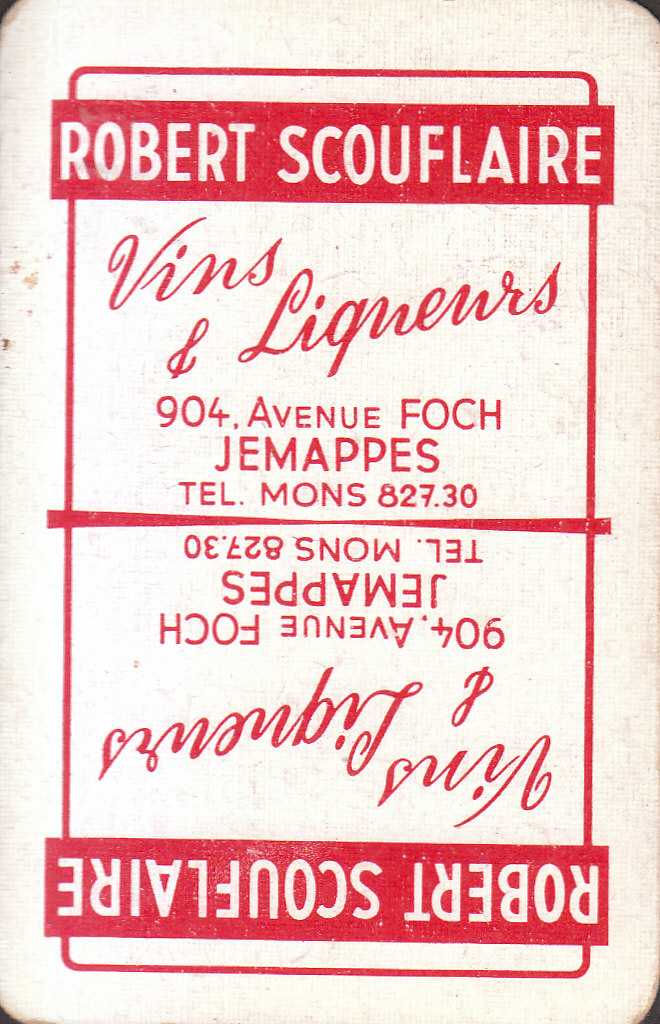 ROBERT SCOUFLAIRE
Vins
& Liqueurs
904, AVENUE FOCH
JEMAPPES
TEL. MONS 827.30
TEL. MONS 827.30
JEMAPPES
904, AVENUE FOCH
& Liqueurs
Vins
ROBERT SCOUFLAIRE